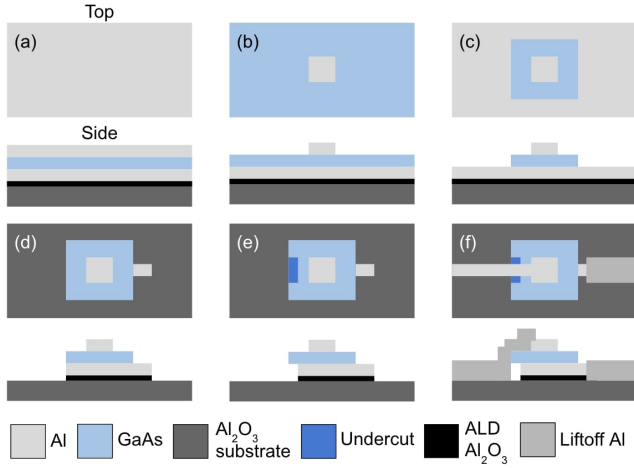 Top
(a)
(b)
(c)
Side
(d)
(e)
(f)
Al
GaAs
Al₂O₃
substrate
Undercut
ALD
Al₂O₃
Liftoff Al